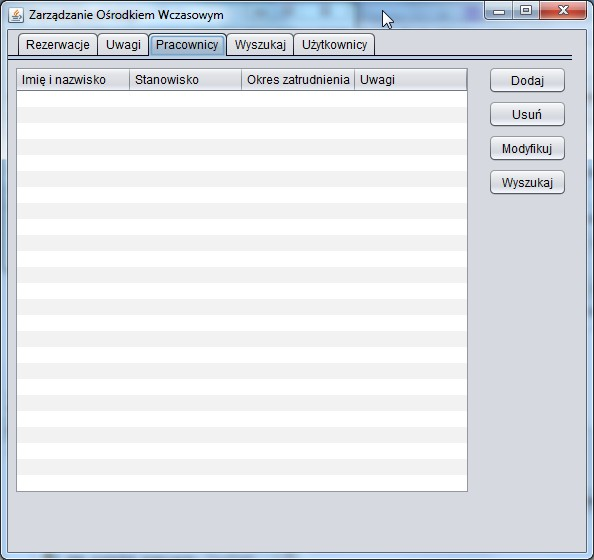 Zarządzanie Ośrodkiem Wczasowym
Rezerwacje Uwagi Pracownicy Wyszukaj Użytkownicy
Imię i nazwisko Stanowisko Okres zatrudnienia Uwagi
Dodaj
Usuń
Modyfikuj
Wyszukaj